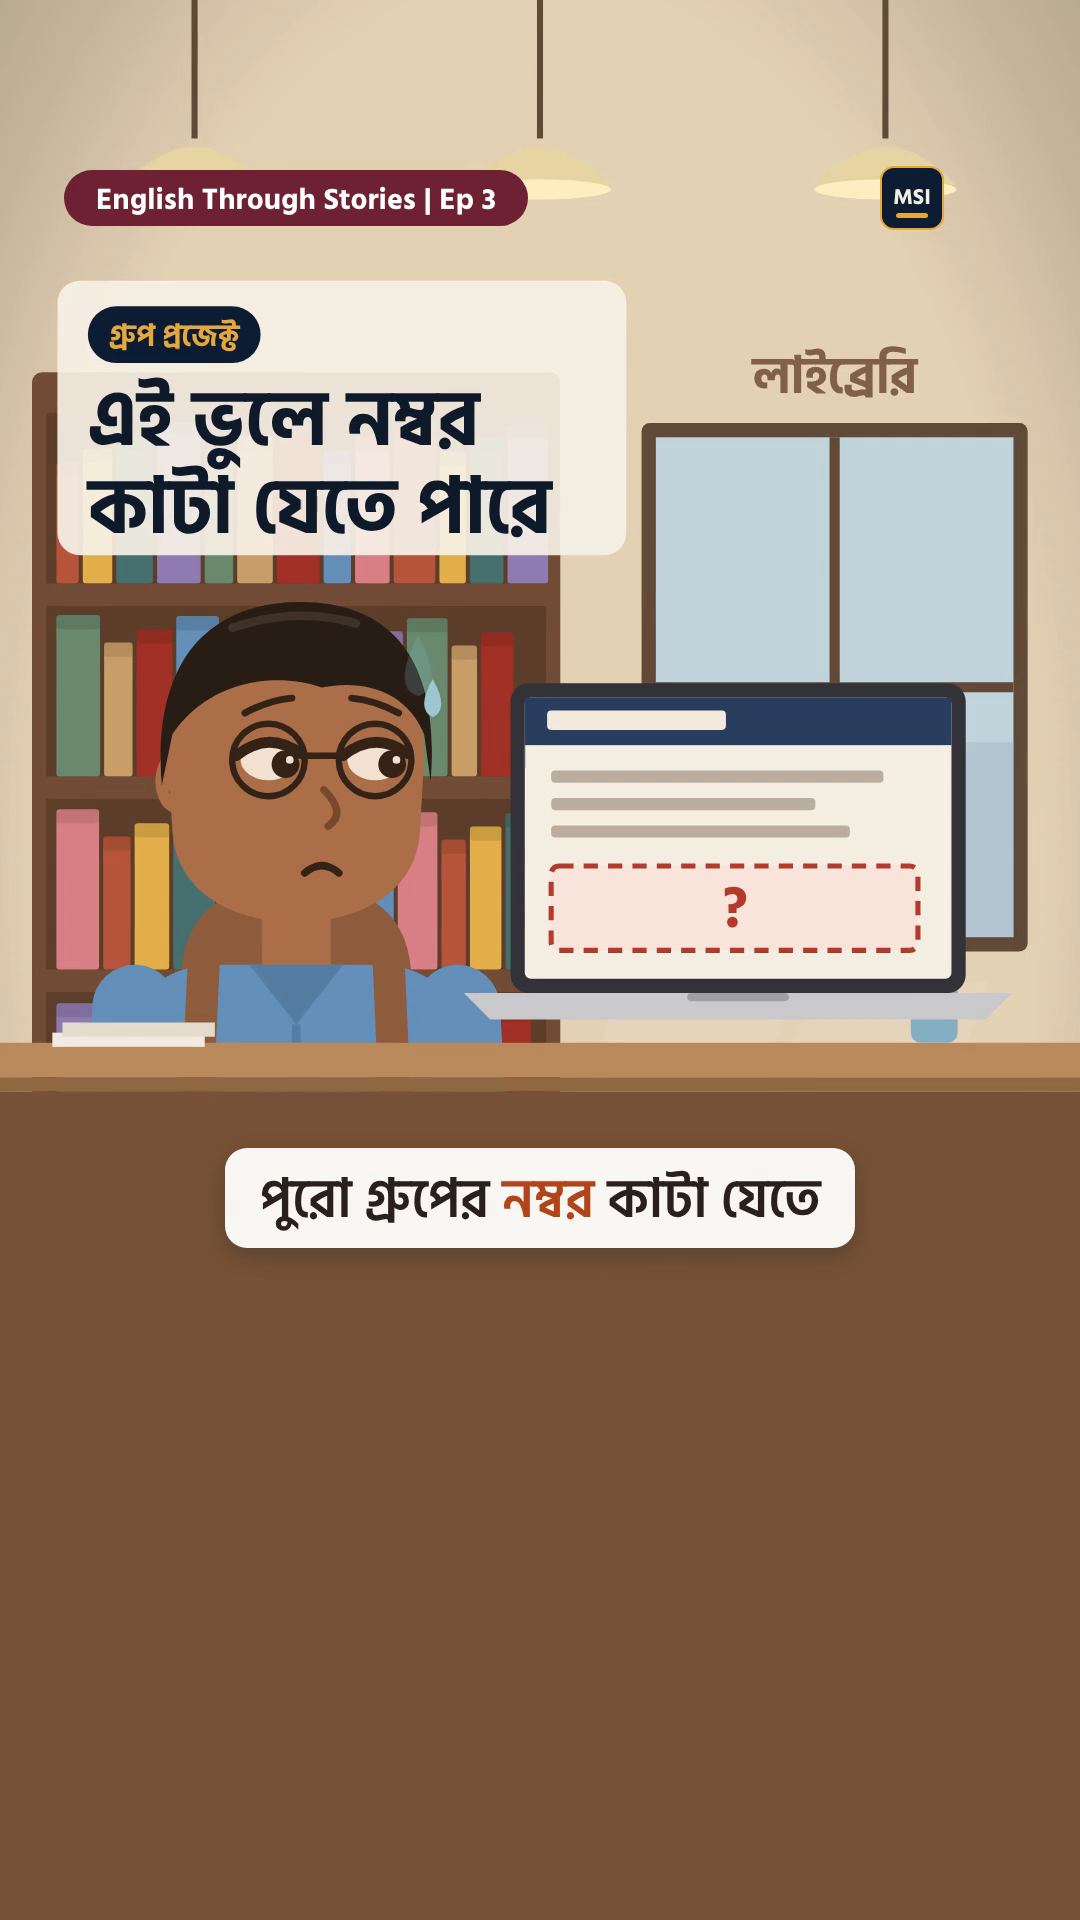 English Through Stories | Ep 3
MSI
গ্রুপ প্রজেক্ট
এই ভুলে নম্বর
কাটা যেতে পারে
লাইব্রেরি
?
পুরো গ্রুপের নম্বর কাটা যেতে